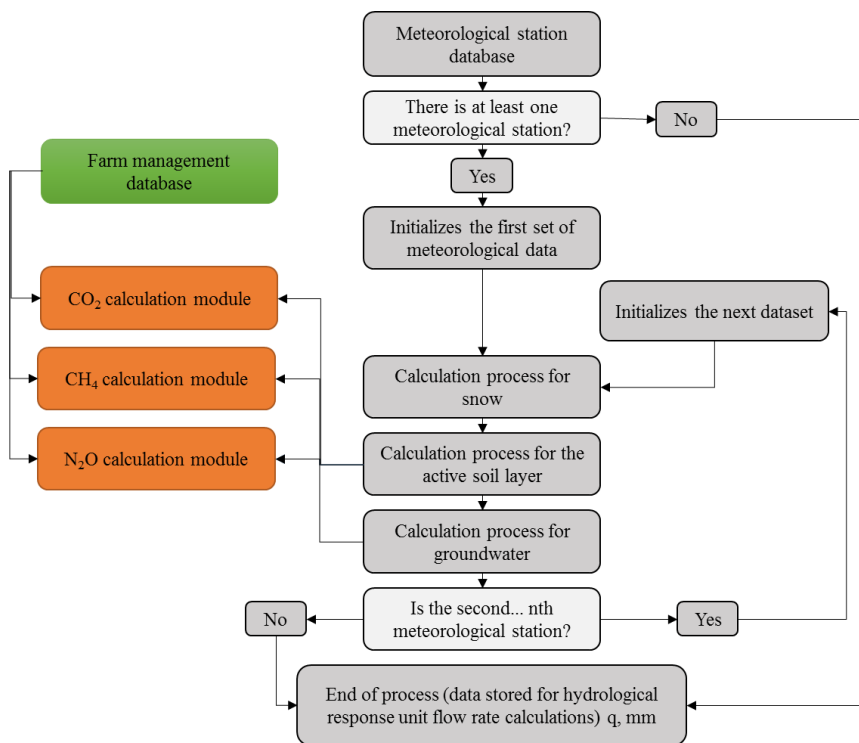 Meteorological station
database
There is at least one
meteorological station?
No
Yes
Farm management
database
Initializes the first set of
meteorological data
CO₂ calculation module
Initializes the next dataset
CH₄ calculation module
Calculation process for
snow
N₂O calculation module
Calculation process for the
active soil layer
Calculation process for
groundwater
Is the second... nth
meteorological station?
No
Yes
End of process (data stored for hydrological
response unit flow rate calculations) q, mm